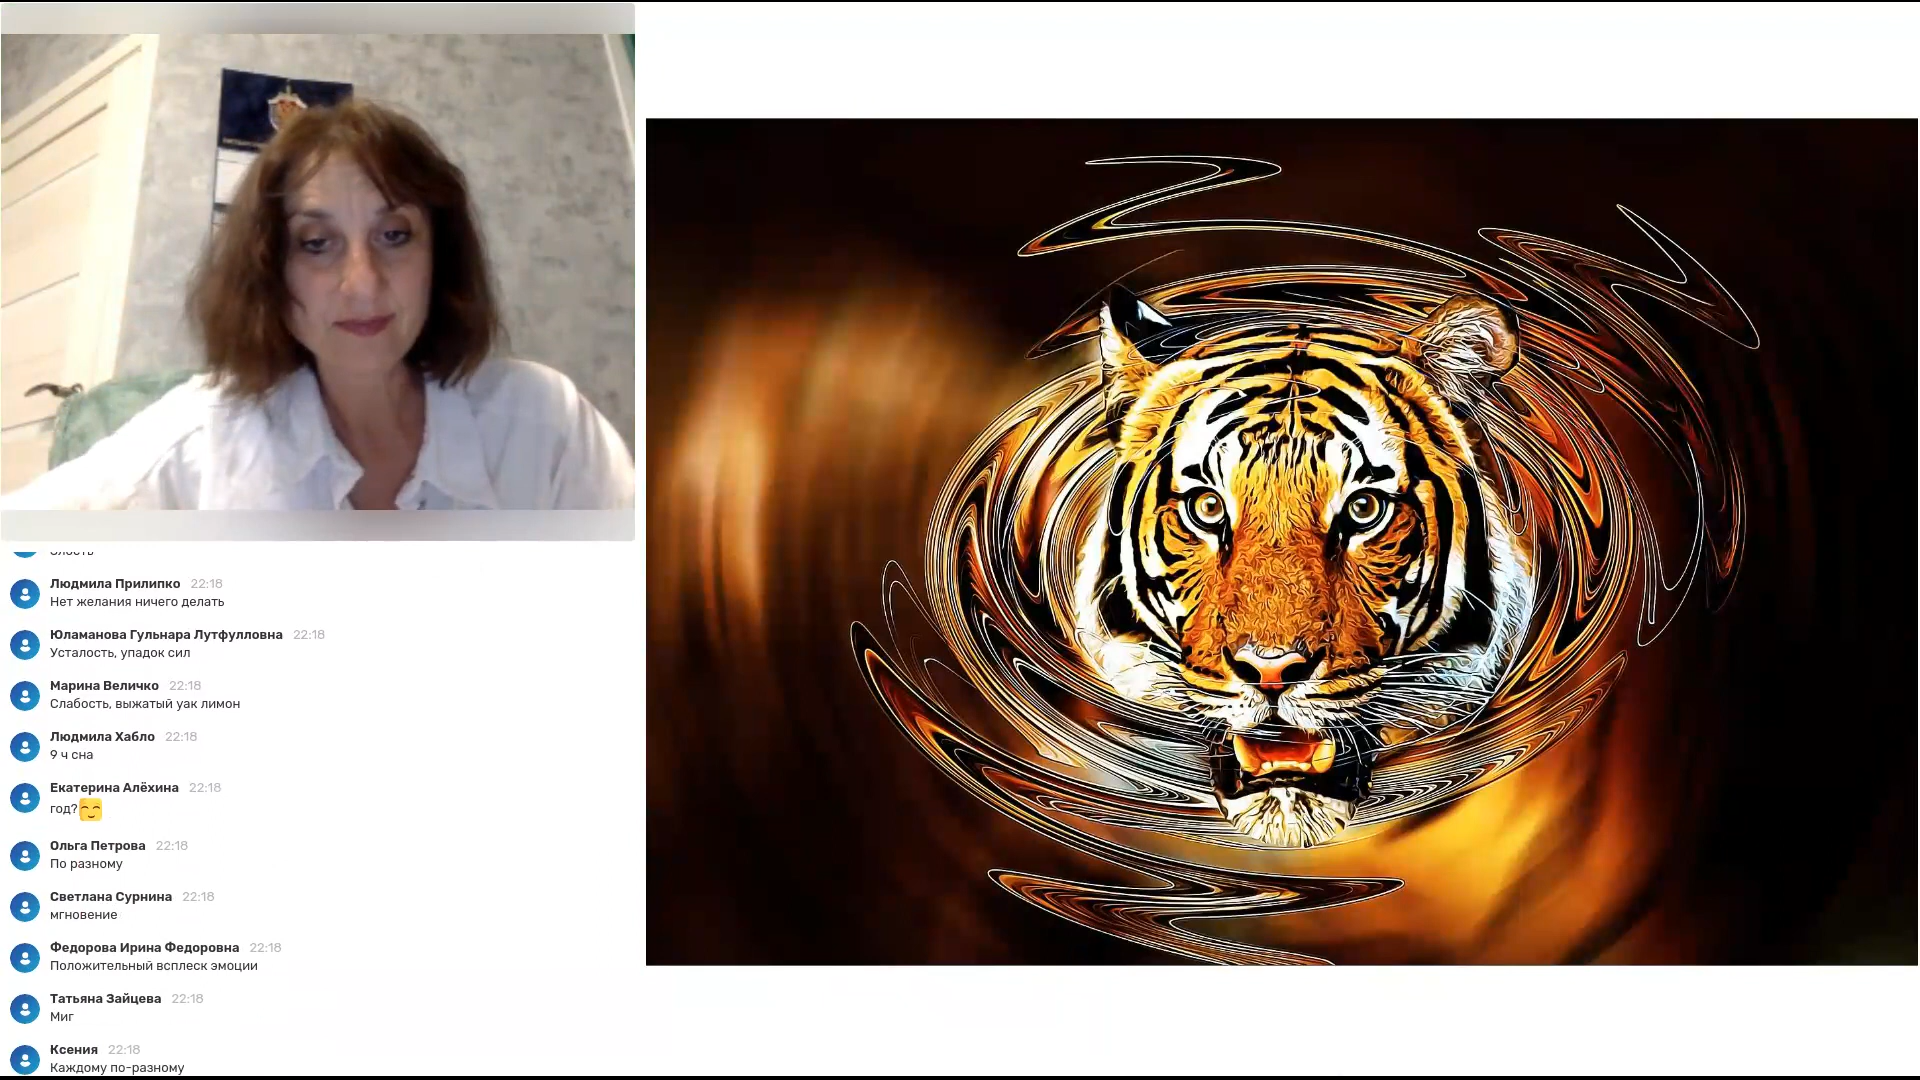 Людмила Прилипко 22:18
Нет желания ничего делать
Юламанова Гульнара Лутфулловна 22:18
Усталость, упадок сил
Марина Величко 22:18
Слабость, выжатый уак лимон
Людмила Хабло 22:18
9 ч сна
Екатерина Алёхина 22:18
год?
Ольга Петрова 22:18
По разному
Светлана Сурнина 22:18
мгновение
Федорова Ирина Федоровна 22:18
Положительный всплеск эмоции
Татьяна Зайцева 22:18
Миг
Ксения 22:18
Каждому по-разному